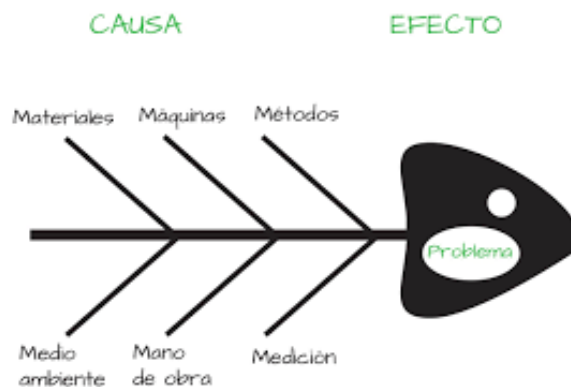 CAUSA
EFECTO
Materiales
Máquinas
Métodos
Problema
Medio
ambiente
Mano
de obra
Medición